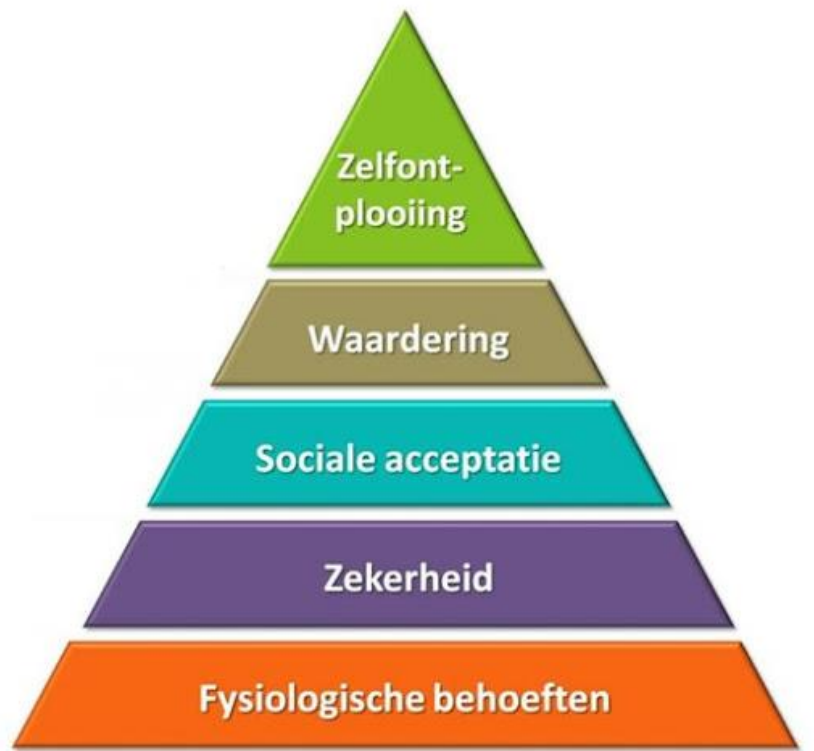 Zelfont-
plooiing
Waardering
Sociale acceptatie
Zekerheid
Fysiologische behoeften